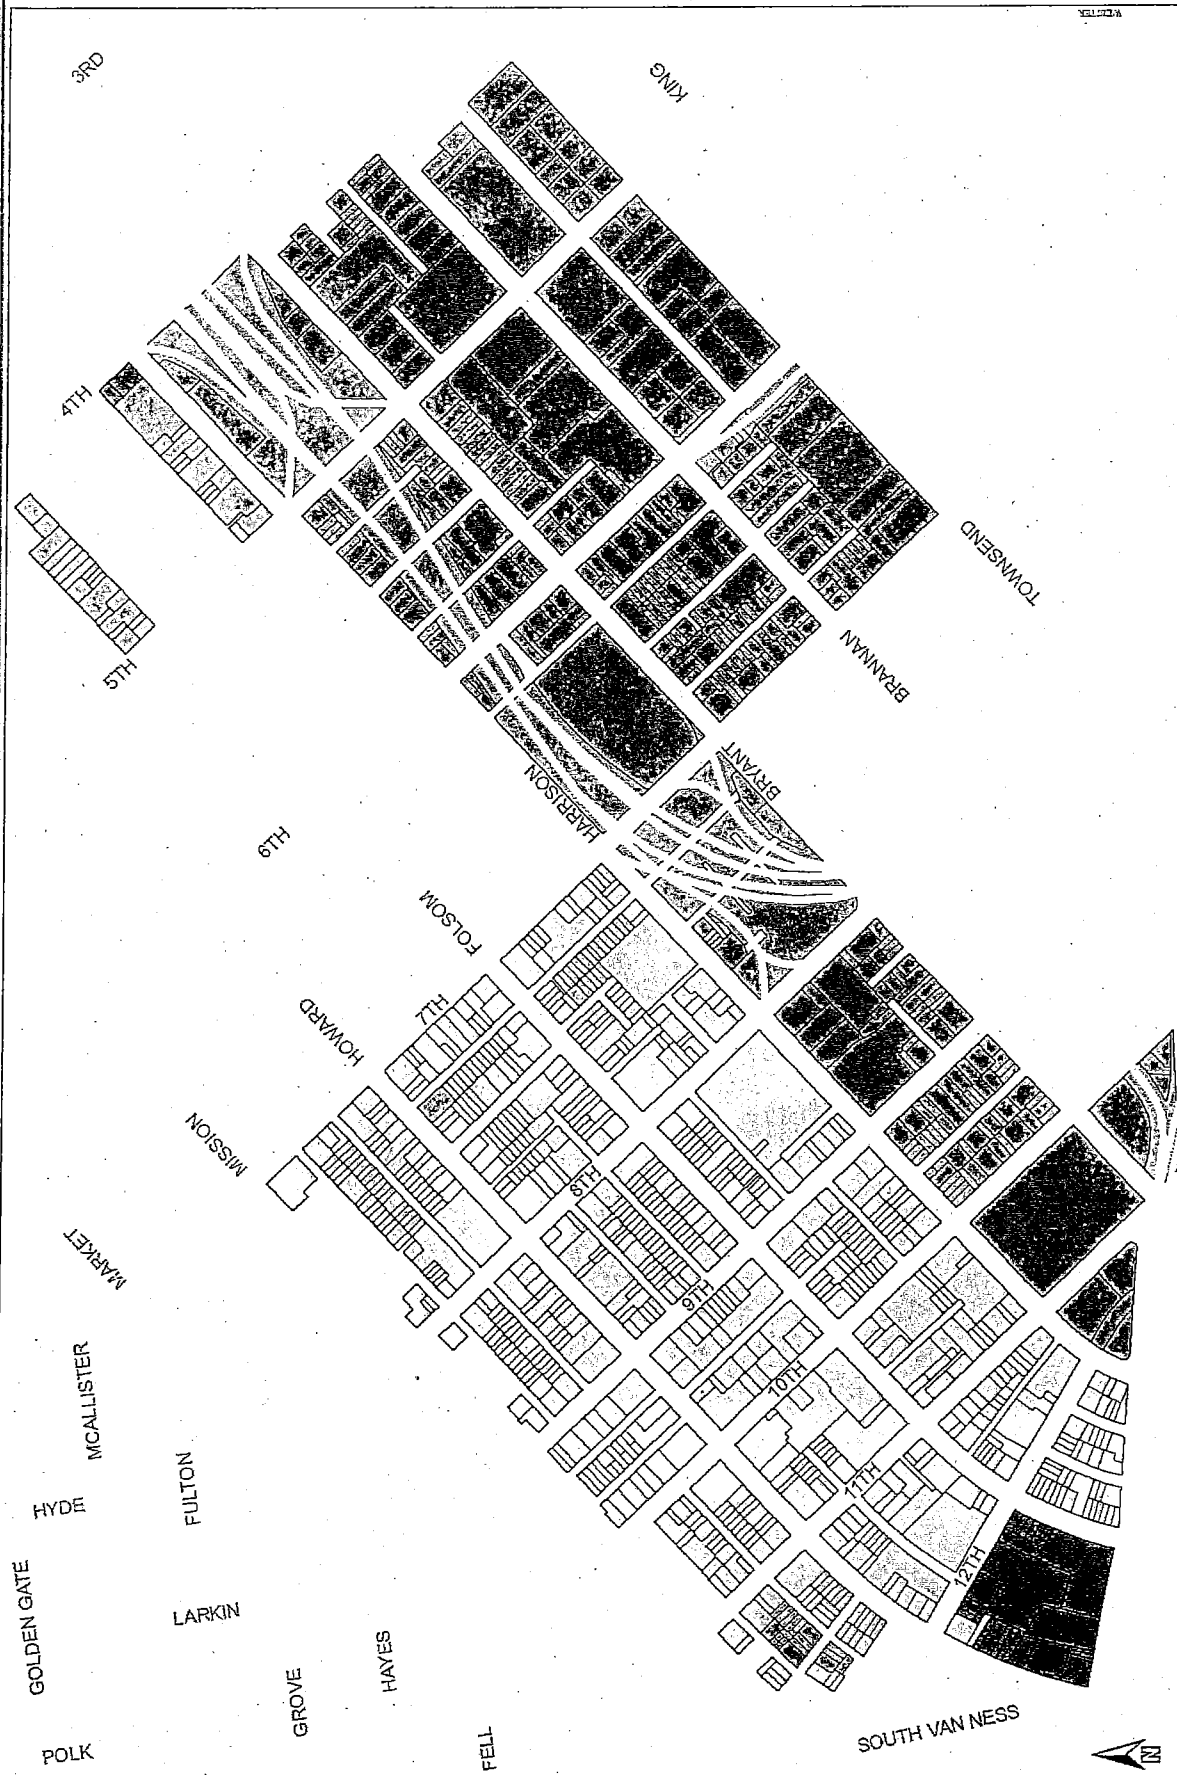 3RD
KING
4TH
5TH
TOWNSEND
BRANNAN
BRYANT
HARRISON
6TH
FOLSOM
7TH
HOWARD
MISSION
8TH
MARKET
9TH
MCALLISTER
10TH
HYDE
FULTON
11TH
12TH
GOLDEN GATE
LARKIN
HAYES
GROVE
SOUTH VAN NESS
FELL
POLK
N